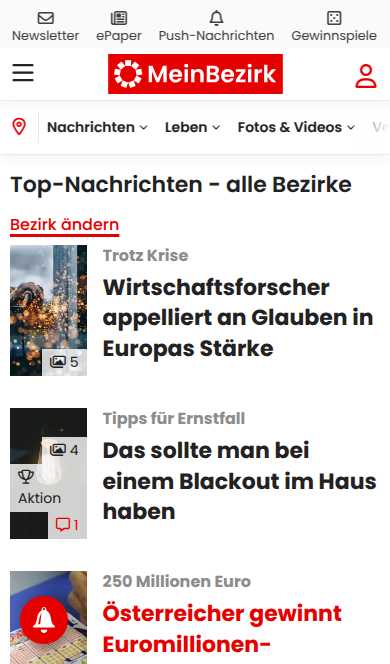 Newsletter
ePaper
Push-Nachrichten
Gewinnspiele
MeinBezirk
Nachrichten
Leben
Fotos & Videos
Top-Nachrichten - alle Bezirke
Bezirk ändern
5
Trotz Krise
Wirtschaftsforscher
appelliert an Glauben in
Europas Stärke
4
Aktion
1
Tipps für Ernstfall
Das sollte man bei
einem Blackout im Haus
haben
250 Millionen Euro
Österreicher gewinnt
Euromillionen-